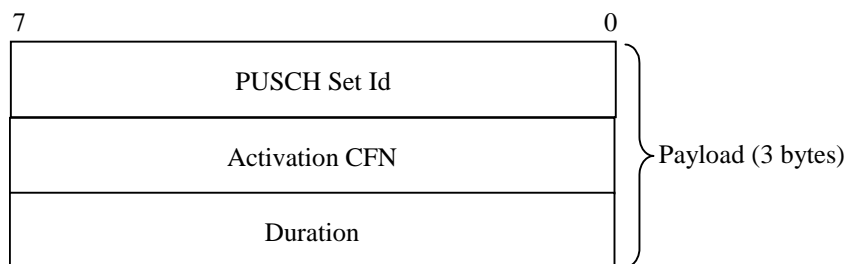 7 0
PUSCH Set Id
Activation CFN
Payload (3 bytes)
Duration